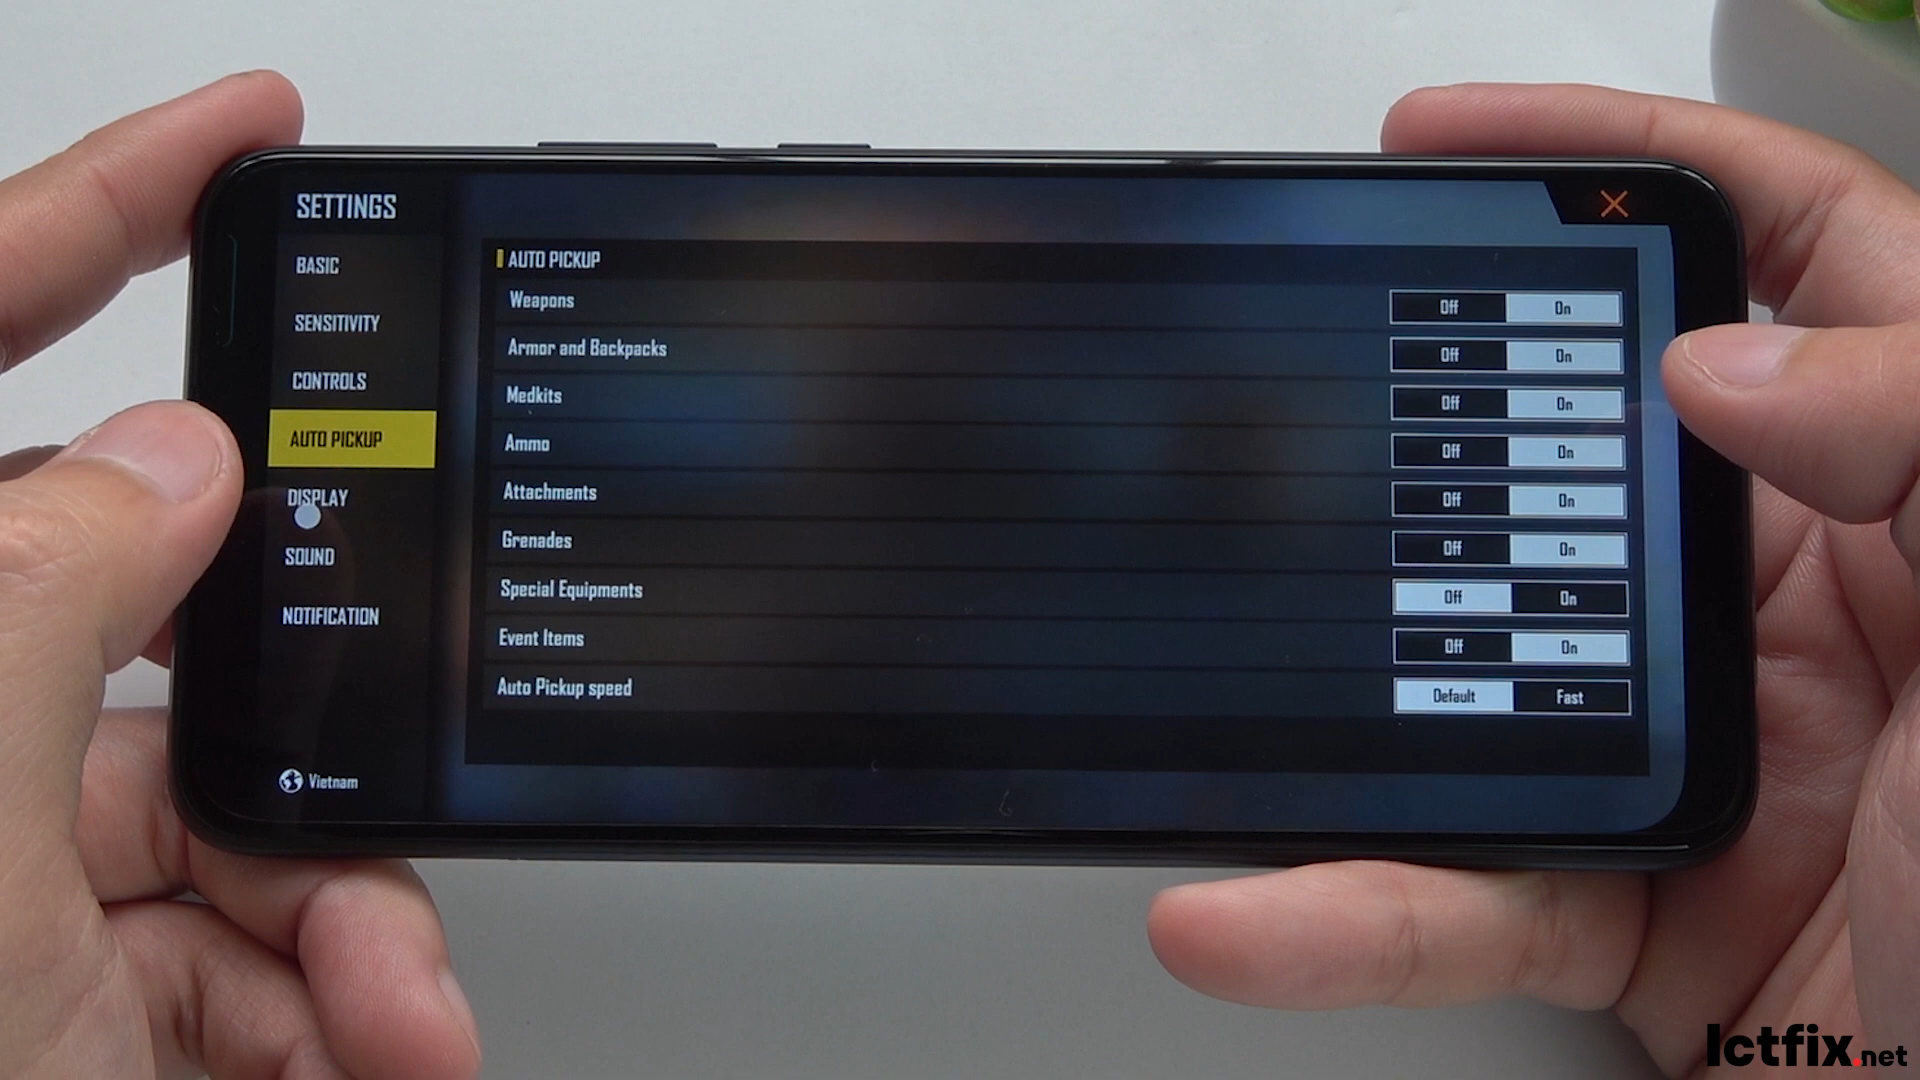 SETTINGS
BASIC
SENSITIVITY
CONTROLS
AUTO PICKUP
DISPLAY
SOUND
NOTIFICATION
Vietnam
AUTO PICKUP
Weapons Off On
Armor and Backpacks Off On
Medkits Off On
Ammo Off On
Attachments Off On
Grenades Off On
Special Equipments Off On
Event Items Off On
Auto Pickup speed Default Fast
Ictfix.net